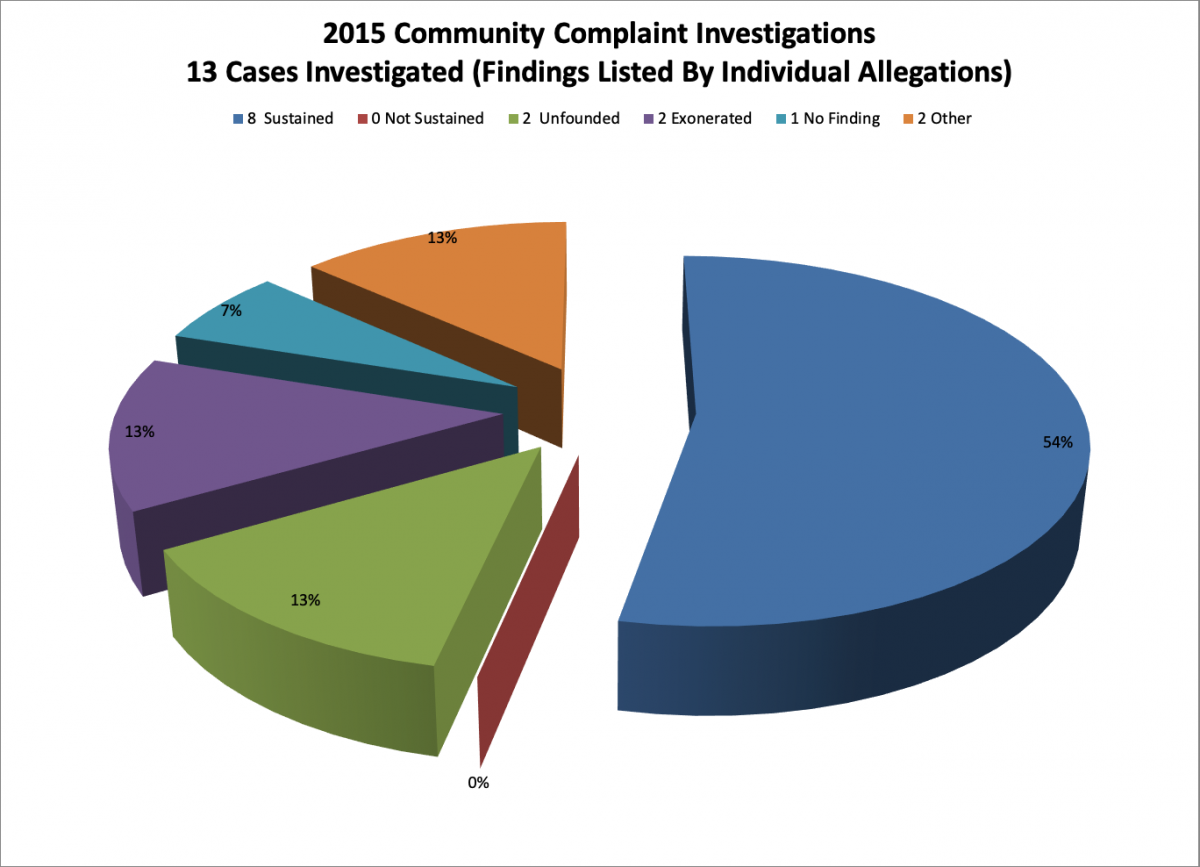 2015 Community Complaint Investigations
13 Cases Investigated (Findings Listed By Individual Allegations)
8 Sustained 0 Not Sustained 2 Unfounded 2 Exonerated 1 No Finding 2 Other
13%
7%
13%
54%
13%
0%